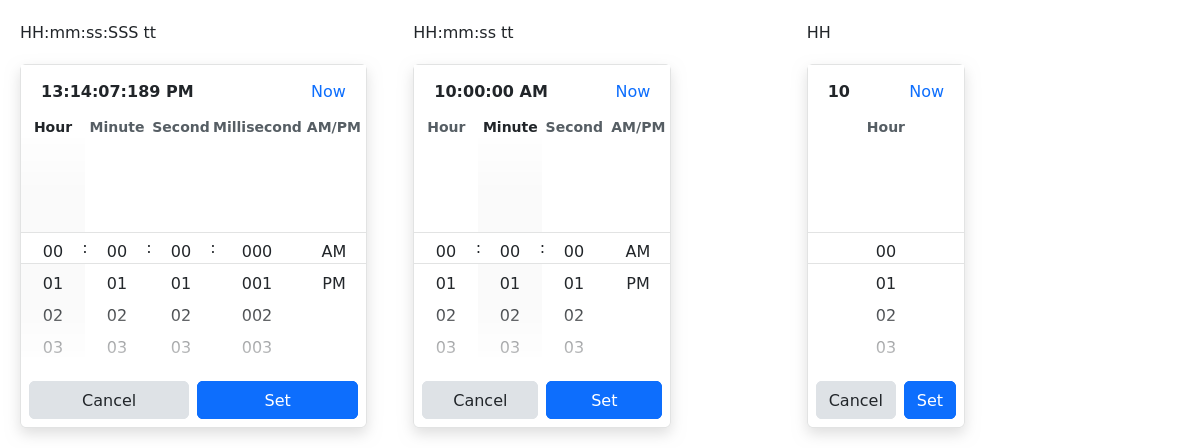 HH:mm:ss:SSS tt
13:14:07:189 PM Now
Hour Minute Second Millisecond AM/PM
00 : 00 : 00 : 000 AM
01 01 01 001 PM
02 02 02 002
03 03 03 003
Cancel Set
HH:mm:ss tt
10:00:00 AM Now
Hour Minute Second AM/PM
00 : 00 : 00 AM
01 01 01 PM
02 02 02
03 03 03
Cancel Set
HH
10 Now
Hour
00
01
02
03
Cancel Set